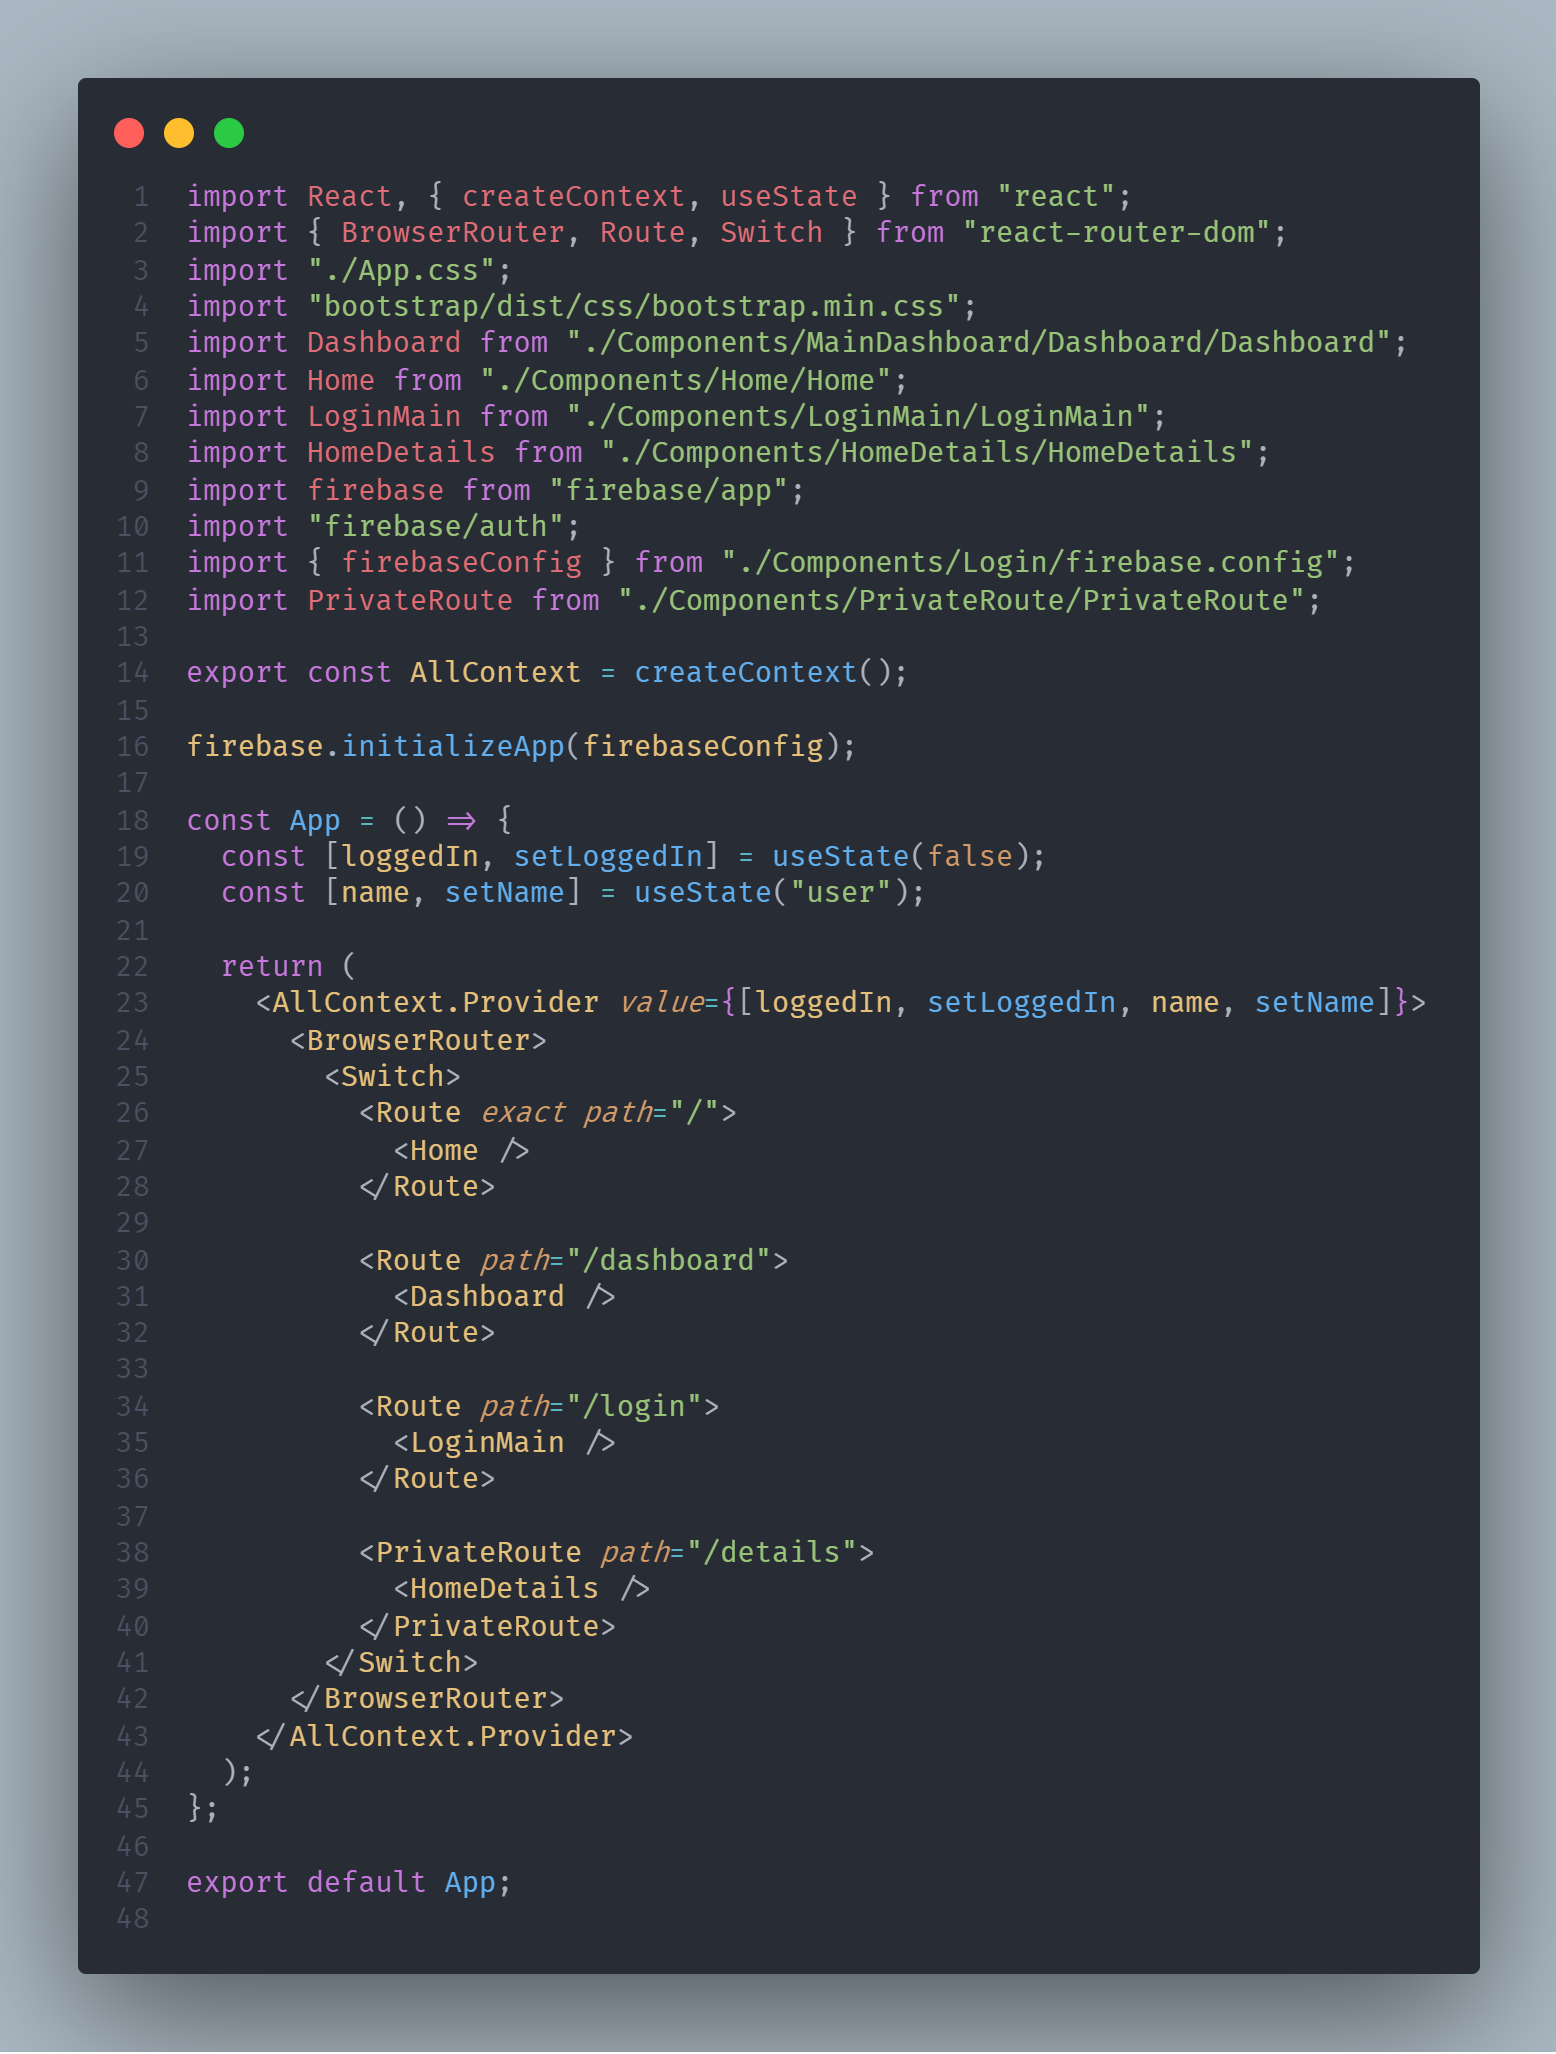 1 import React, { createContext, useState } from "react";
2 import { BrowserRouter, Route, Switch } from "react-router-dom";
3 import "./App.css";
4 import "bootstrap/dist/css/bootstrap.min.css";
5 import Dashboard from "./Components/MainDashboard/Dashboard/Dashboard";
6 import Home from "./Components/Home/Home";
7 import LoginMain from "./Components/LoginMain/LoginMain";
8 import HomeDetails from "./Components/HomeDetails/HomeDetails";
9 import firebase from "firebase/app";
10 import "firebase/auth";
11 import { firebaseConfig } from "./Components/Login/firebase.config";
12 import PrivateRoute from "./Components/PrivateRoute/PrivateRoute";
13
14 export const AllContext = createContext();
15
16 firebase.initializeApp(firebaseConfig);
17
18 const App = () => {
19   const [loggedIn, setLoggedIn] = useState(false);
20   const [name, setName] = useState("user");
21
22   return (
23     <AllContext.Provider value={[loggedIn, setLoggedIn, name, setName]}>
24       <BrowserRouter>
25         <Switch>
26           <Route exact path="/">
27             <Home />
28           </Route>
29
30           <Route path="/dashboard">
31             <Dashboard />
32           </Route>
33
34           <Route path="/login">
35             <LoginMain />
36           </Route>
37
38           <PrivateRoute path="/details">
39             <HomeDetails />
40           </PrivateRoute>
41         </Switch>
42       </BrowserRouter>
43     </AllContext.Provider>
44   );
45 };
46
47 export default App;
48